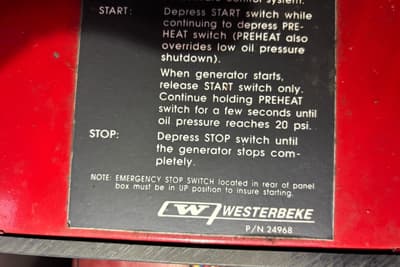 control system.
START: Depress START switch while
continuing to depress PRE-
HEAT switch (PREHEAT also
overrides low oil pressure
shutdown).
When generator starts,
release START switch only.
Continue holding PREHEAT
switch for a few seconds until
oil pressure reaches 20 psi.
STOP: Depress STOP switch until
the generator stops com-
pletely.
NOTE: EMERGENCY STOP SWITCH located in rear of panel
box must be in UP position to insure starting.
W WESTERBEKE
P/N 24968